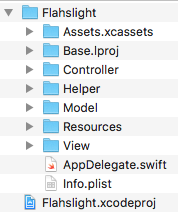 Flahslight
Assets.xcassets
Base.lproj
Controller
Helper
Model
Resources
View
AppDelegate.swift
Info.plist
Flahslight.xcodeproj